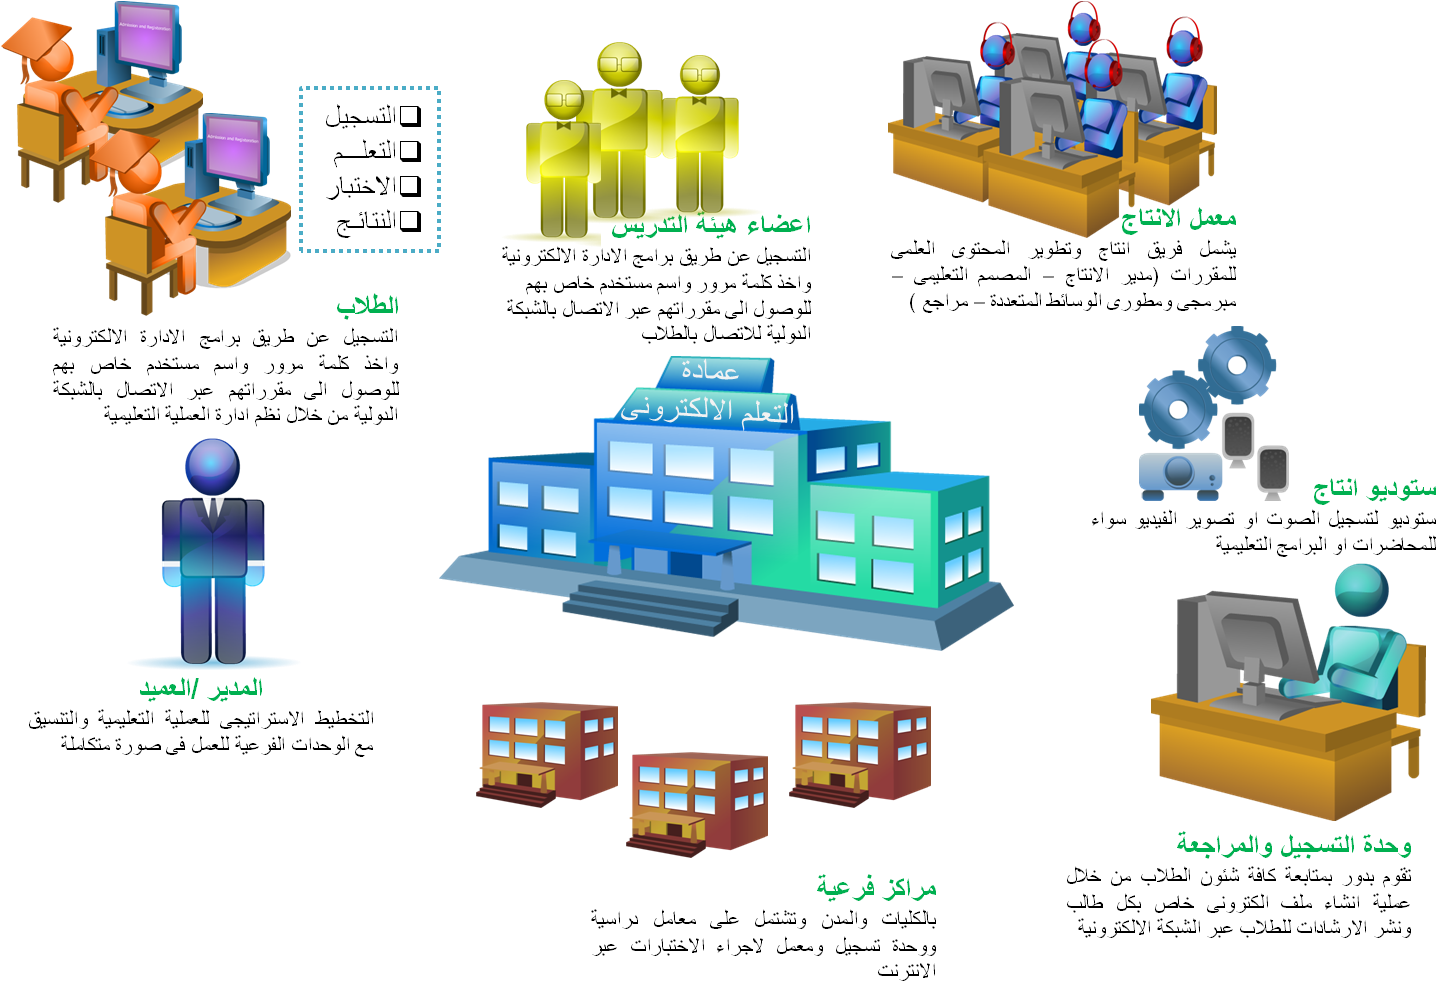 Admission and Registration
Admission and Registration
التسجيل
التعلـــم
الاختبار
النتائـج
الطلاب
التسجيل عن طريق برامج الادارة الالكترونية
واخذ كلمة مرور واسم مستخدم خاص بهم
للوصول الى مقرراتهم عبر الاتصال بالشبكة
الدولية من خلال نظم ادارة العملية التعليمية
اعضاء هيئة التدريس
التسجيل عن طريق برامج الادارة الالكترونية
واخذ كلمة مرور واسم مستخدم خاص بهم
للوصول الى مقرراتهم عبر الاتصال بالشبكة
الدولية للاتصال بالطلاب
معمل الانتاج
يشمل فريق انتاج وتطوير المحتوى العلمى
للمقررات (مدير الانتاج – المصمم التعليمى –
مبرمجى ومطورى الوسائط المتعددة – مراجع )
عمادة
التعلم الالكترونى
ستوديو انتاج
ستوديو لتسجيل الصوت او تصوير الفيديو سواء
للمحاضرات او البرامج التعليمية
المدير /العميد
التخطيط الاستراتيجى للعملية التعليمية والتنسيق
مع الوحدات الفرعية للعمل فى صورة متكاملة
وحدة التسجيل والمراجعة
تقوم بدور بمتابعة كافة شئون الطلاب من خلال
عملية انشاء ملف الكترونى خاص بكل طالب
ونشر الارشادات للطلاب عبر الشبكة الالكترونية
مراكز فرعية
بالكليات والمدن وتشتمل على معامل دراسية
ووحدة تسجيل ومعمل لاجراء الاختبارات عبر
الانترنت